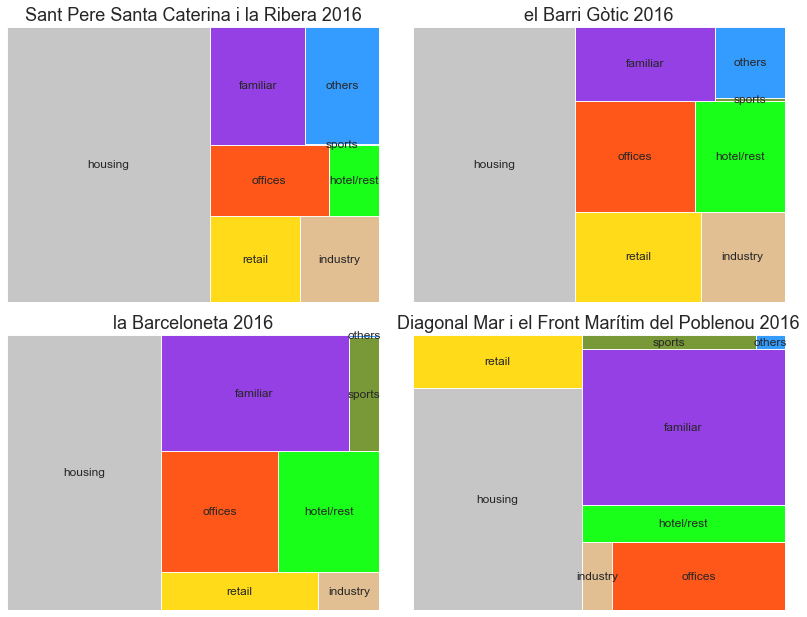 Sant Pere Santa Caterina i la Ribera 2016
housing
familiar
others
sports
offices
hotel/rest
retail
industry
el Barri Gòtic 2016
housing
familiar
others
sports
offices
hotel/rest
retail
industry
la Barceloneta 2016
others
familiar
sports
housing
offices
hotel/rest
retail
industry
Diagonal Mar i el Front Marítim del Poblenou 2016
retail
sports
others
familiar
housing
hotel/rest
industry
offices